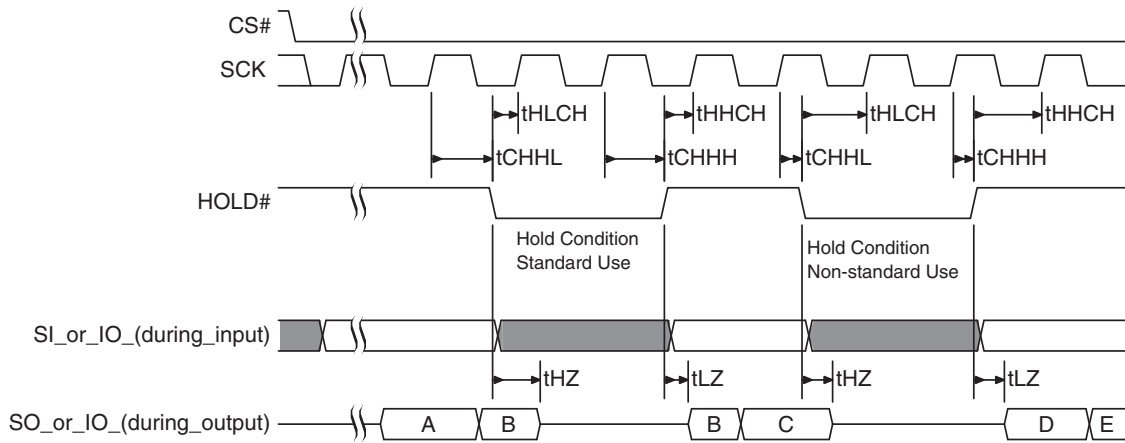 CS#
SCK
tHLCH tHHCH tHLCH tHHCH
tCHHL tCHHH tCHHL tCHHH
HOLD#
Hold Condition
Standard Use
Hold Condition
Non-standard Use
SI_or_IO_(during_input)
tHZ tLZ tHZ tLZ
SO_or_IO_(during_output)
A B B C D E